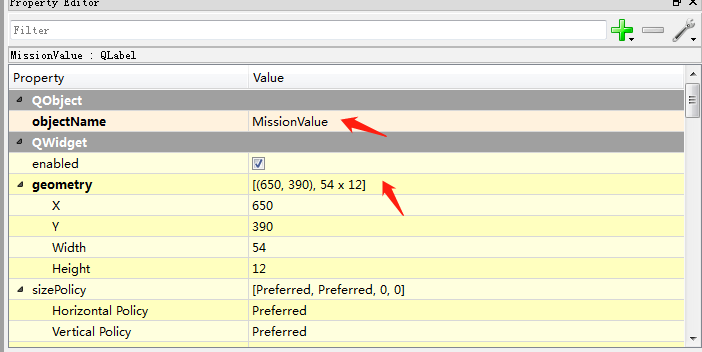 Property Editor
Filter
MissionValue : QLabel
Property Value
QObject
objectName MissionValue
QWidget
enabled
geometry [(650, 390), 54 x 12]
X 650
Y 390
Width 54
Height 12
sizePolicy [Preferred, Preferred, 0, 0]
Horizontal Policy Preferred
Vertical Policy Preferred